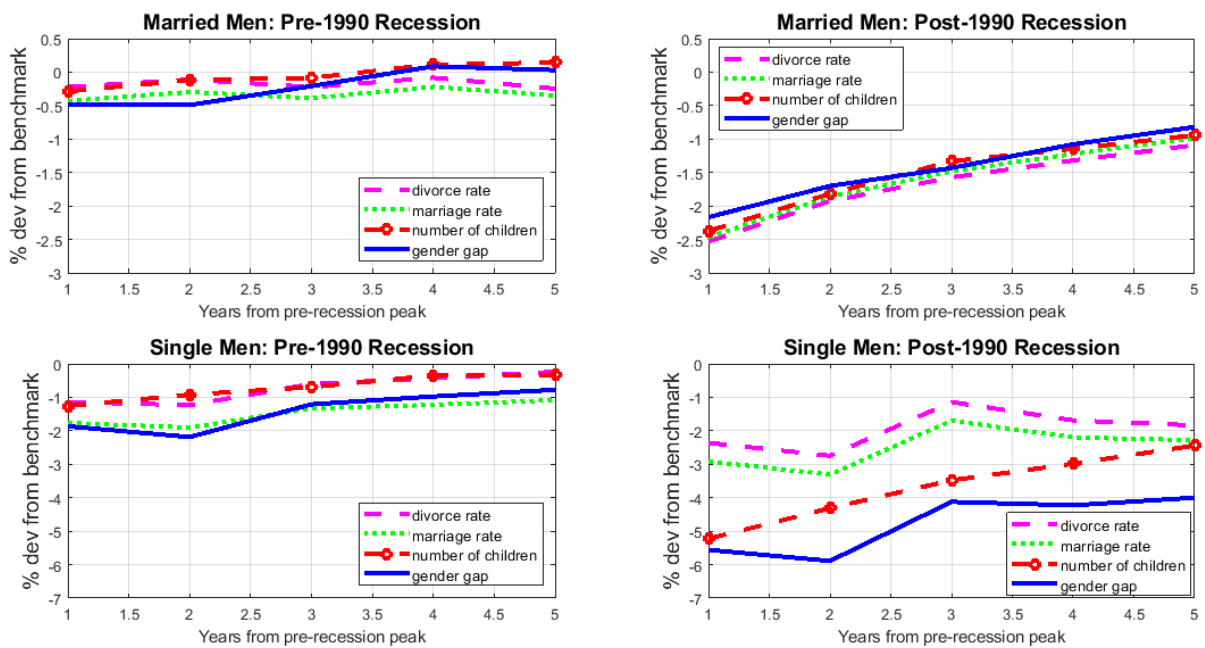 Married Men: Pre-1990 Recession
% dev from benchmark
0.5
0
-0.5
-1
-1.5
-2
-2.5
-3
divorce rate
marriage rate
number of children
gender gap
1 1.5 2 2.5 3 3.5 4 4.5 5
Years from pre-recession peak
Married Men: Post-1990 Recession
% dev from benchmark
0.5
0
-0.5
-1
-1.5
-2
-2.5
-3
divorce rate
marriage rate
number of children
gender gap
1 1.5 2 2.5 3 3.5 4 4.5 5
Years from pre-recession peak
Single Men: Pre-1990 Recession
% dev from benchmark
0
-1
-2
-3
-4
-5
-6
-7
divorce rate
marriage rate
number of children
gender gap
1 1.5 2 2.5 3 3.5 4 4.5 5
Years from pre-recession peak
Single Men: Post-1990 Recession
% dev from benchmark
0
-1
-2
-3
-4
-5
-6
-7
divorce rate
marriage rate
number of children
gender gap
1 1.5 2 2.5 3 3.5 4 4.5 5
Years from pre-recession peak